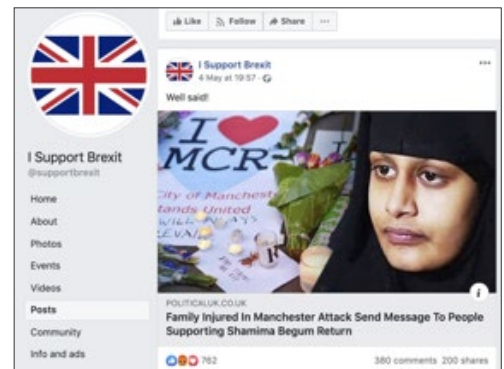 Like Follow Share ...
I Support Brexit
4 May at 19:57
Well said!
I ❤ MCR
City of Manchest
tands United
I Support Brexit
@supportbrexit
Home
About
Photos
Events
Videos
Posts
Community
Info and ads
POLITICALUK.CO.UK
Family Injured In Manchester Attack Send Message To People
Supporting Shamima Begum Return
762
380 comments 200 shares